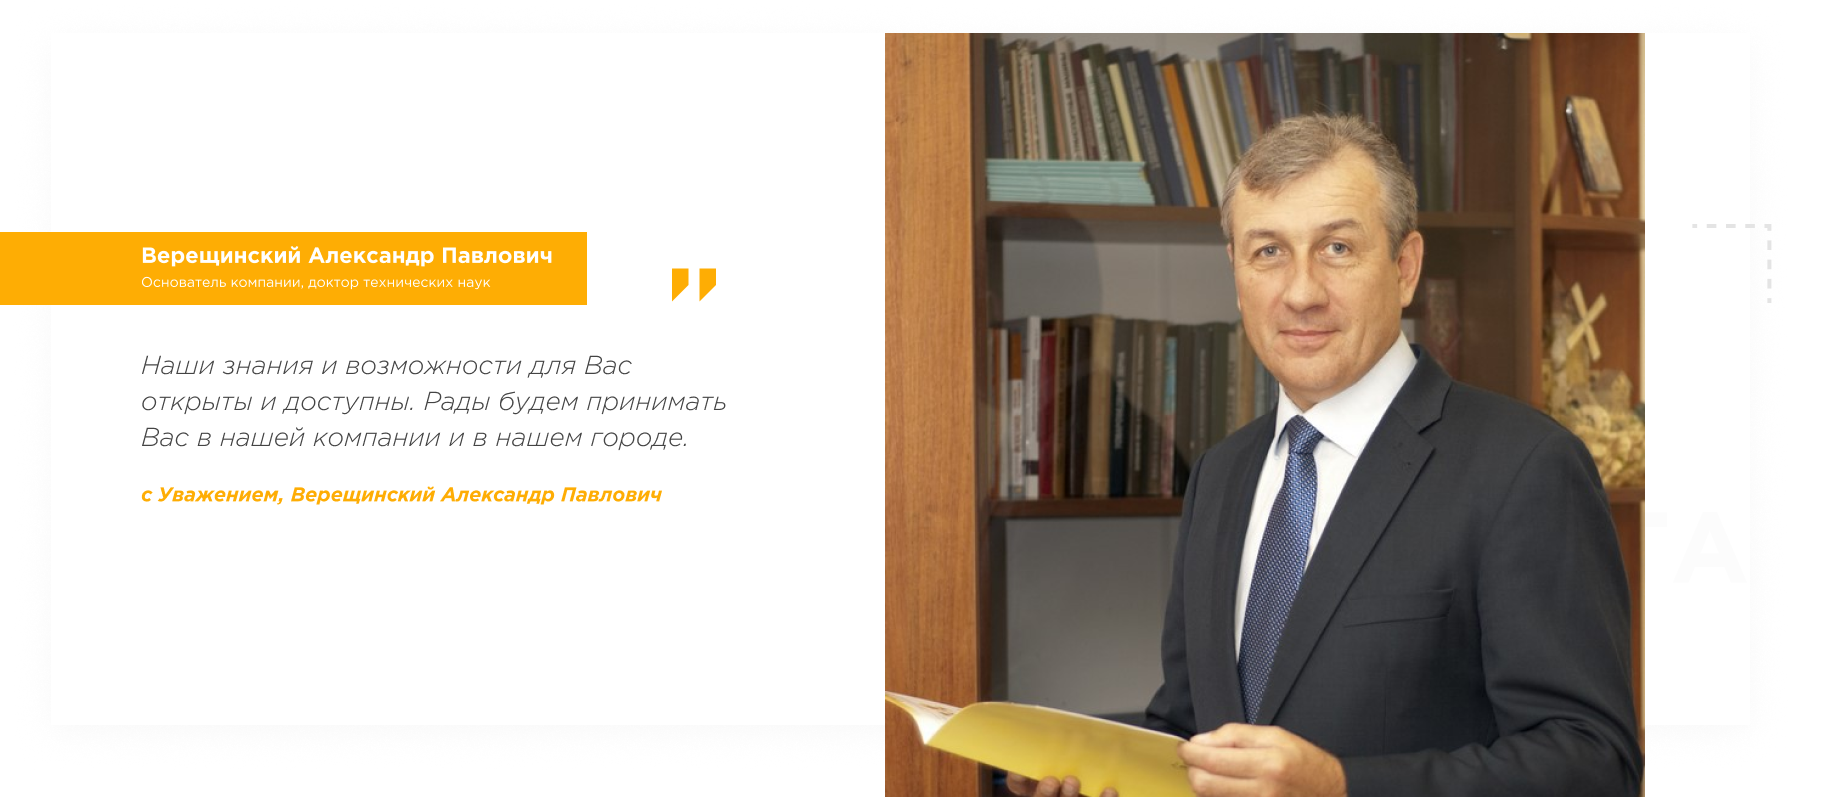 Верещинский Александр Павлович
Основатель компании, доктор технических наук
Наши знания и возможности для Вас
открыты и доступны. Рады будем принимать
Вас в нашей компании и в нашем городе.
с Уважением, Верещинский Александр Павлович